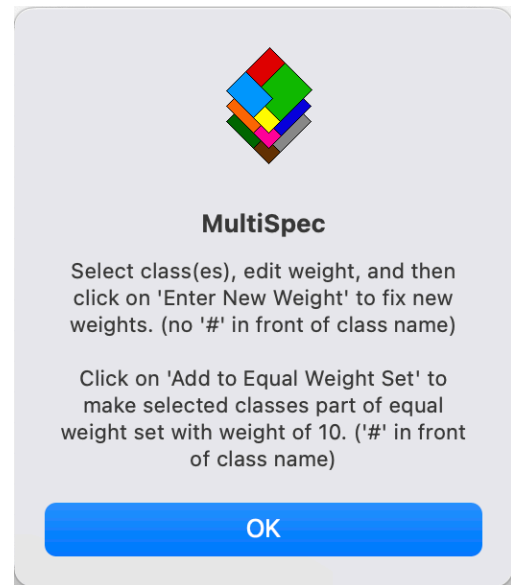 MultiSpec
Select class(es), edit weight, and then
click on 'Enter New Weight' to fix new
weights. (no '#' in front of class name)
Click on 'Add to Equal Weight Set' to
make selected classes part of equal
weight set with weight of 10. ('#' in front
of class name)
OK